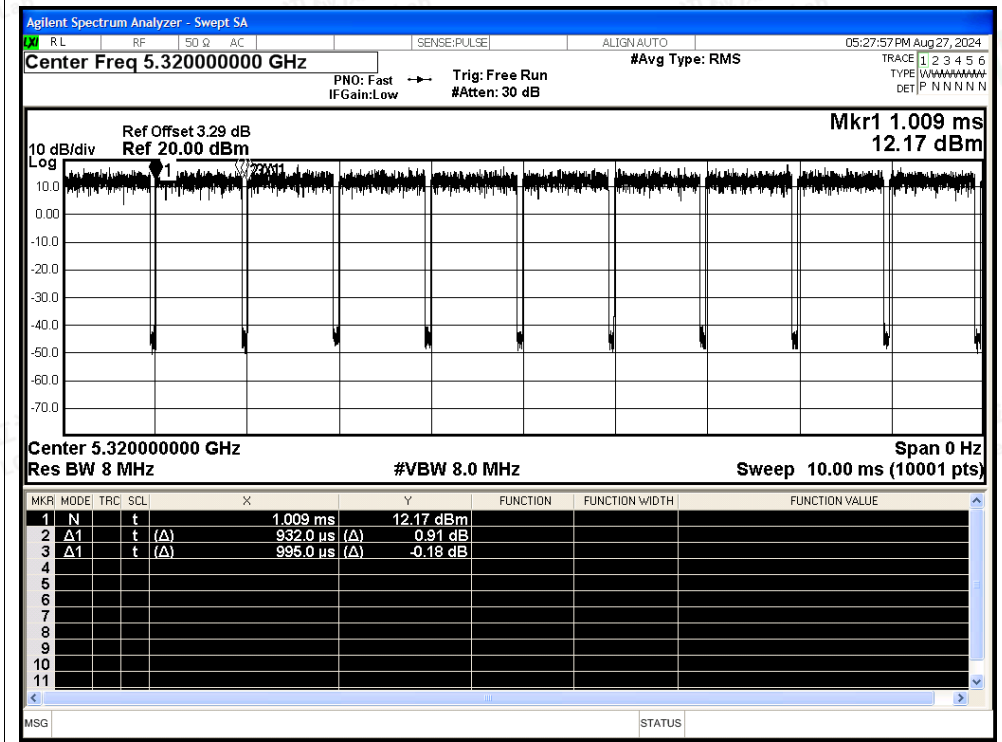 Agilent Spectrum Analyzer - Swept SA
LXI RL RF 50 Ω AC SENSE:PULSE ALIGN AUTO 05:27:57 PM Aug 27, 2024
Center Freq 5.320000000 GHz #Avg Type: RMS TRACE 1 2 3 4 5 6
PNO: Fast Trig: Free Run TYPE
IFGain:Low #Atten: 30 dB DET P N N N N N
Mkr1 1.009 ms
Ref Offset 3.29 dB
10 dB/div Ref 20.00 dBm 12.17 dBm
Log
1
10.0
0.00
-10.0
-20.0
-30.0
-40.0
-50.0
-60.0
-70.0
Center 5.320000000 GHz Span 0 Hz
Res BW 8 MHz #VBW 8.0 MHz Sweep 10.00 ms (10001 pts)
MKR MODE TRC SCL X Y FUNCTION FUNCTION WIDTH FUNCTION VALUE
1 N t 1.009 ms 12.17 dBm
2 Δ1 t (Δ) 932.0 µs (Δ) 0.91 dB
3 Δ1 t (Δ) 995.0 µs (Δ) -0.18 dB
4
5
6
7
8
9
10
11
MSG STATUS